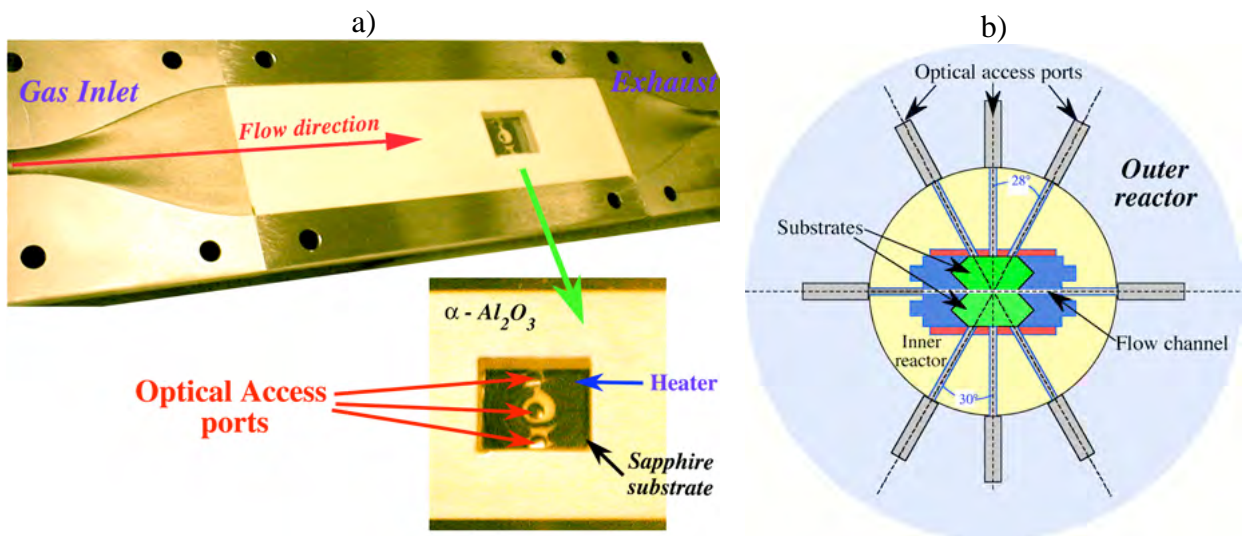 a)
Gas Inlet
Flow direction
Exhaust
α - Al₂O₃
Optical Access
ports
Heater
Sapphire
substrate
b)
Optical access ports
Outer
reactor
28°
Substrates
Inner
reactor
Flow channel
30°